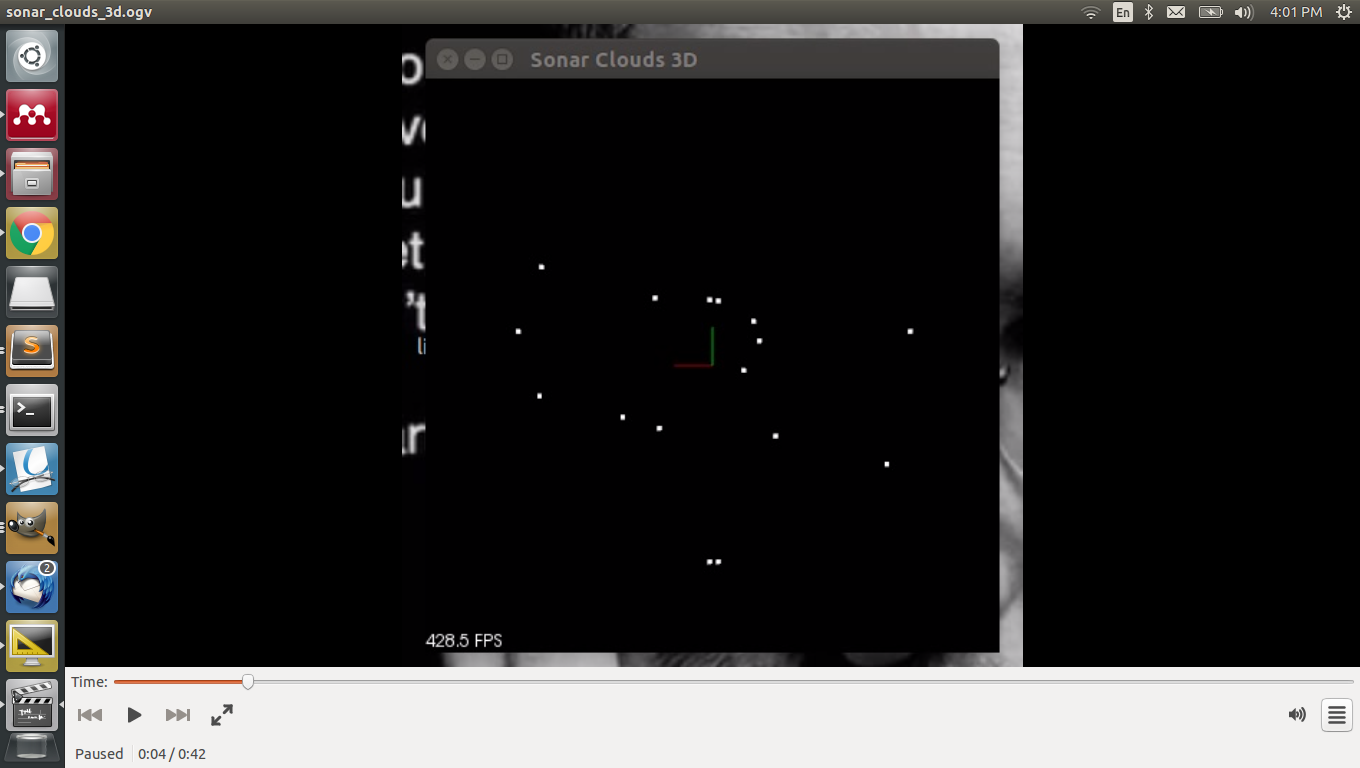 sonar_clouds_3d.ogv
En
4:01 PM
Sonar Clouds 3D
2
428.5 FPS
Time:
Paused
0:04 / 0:42